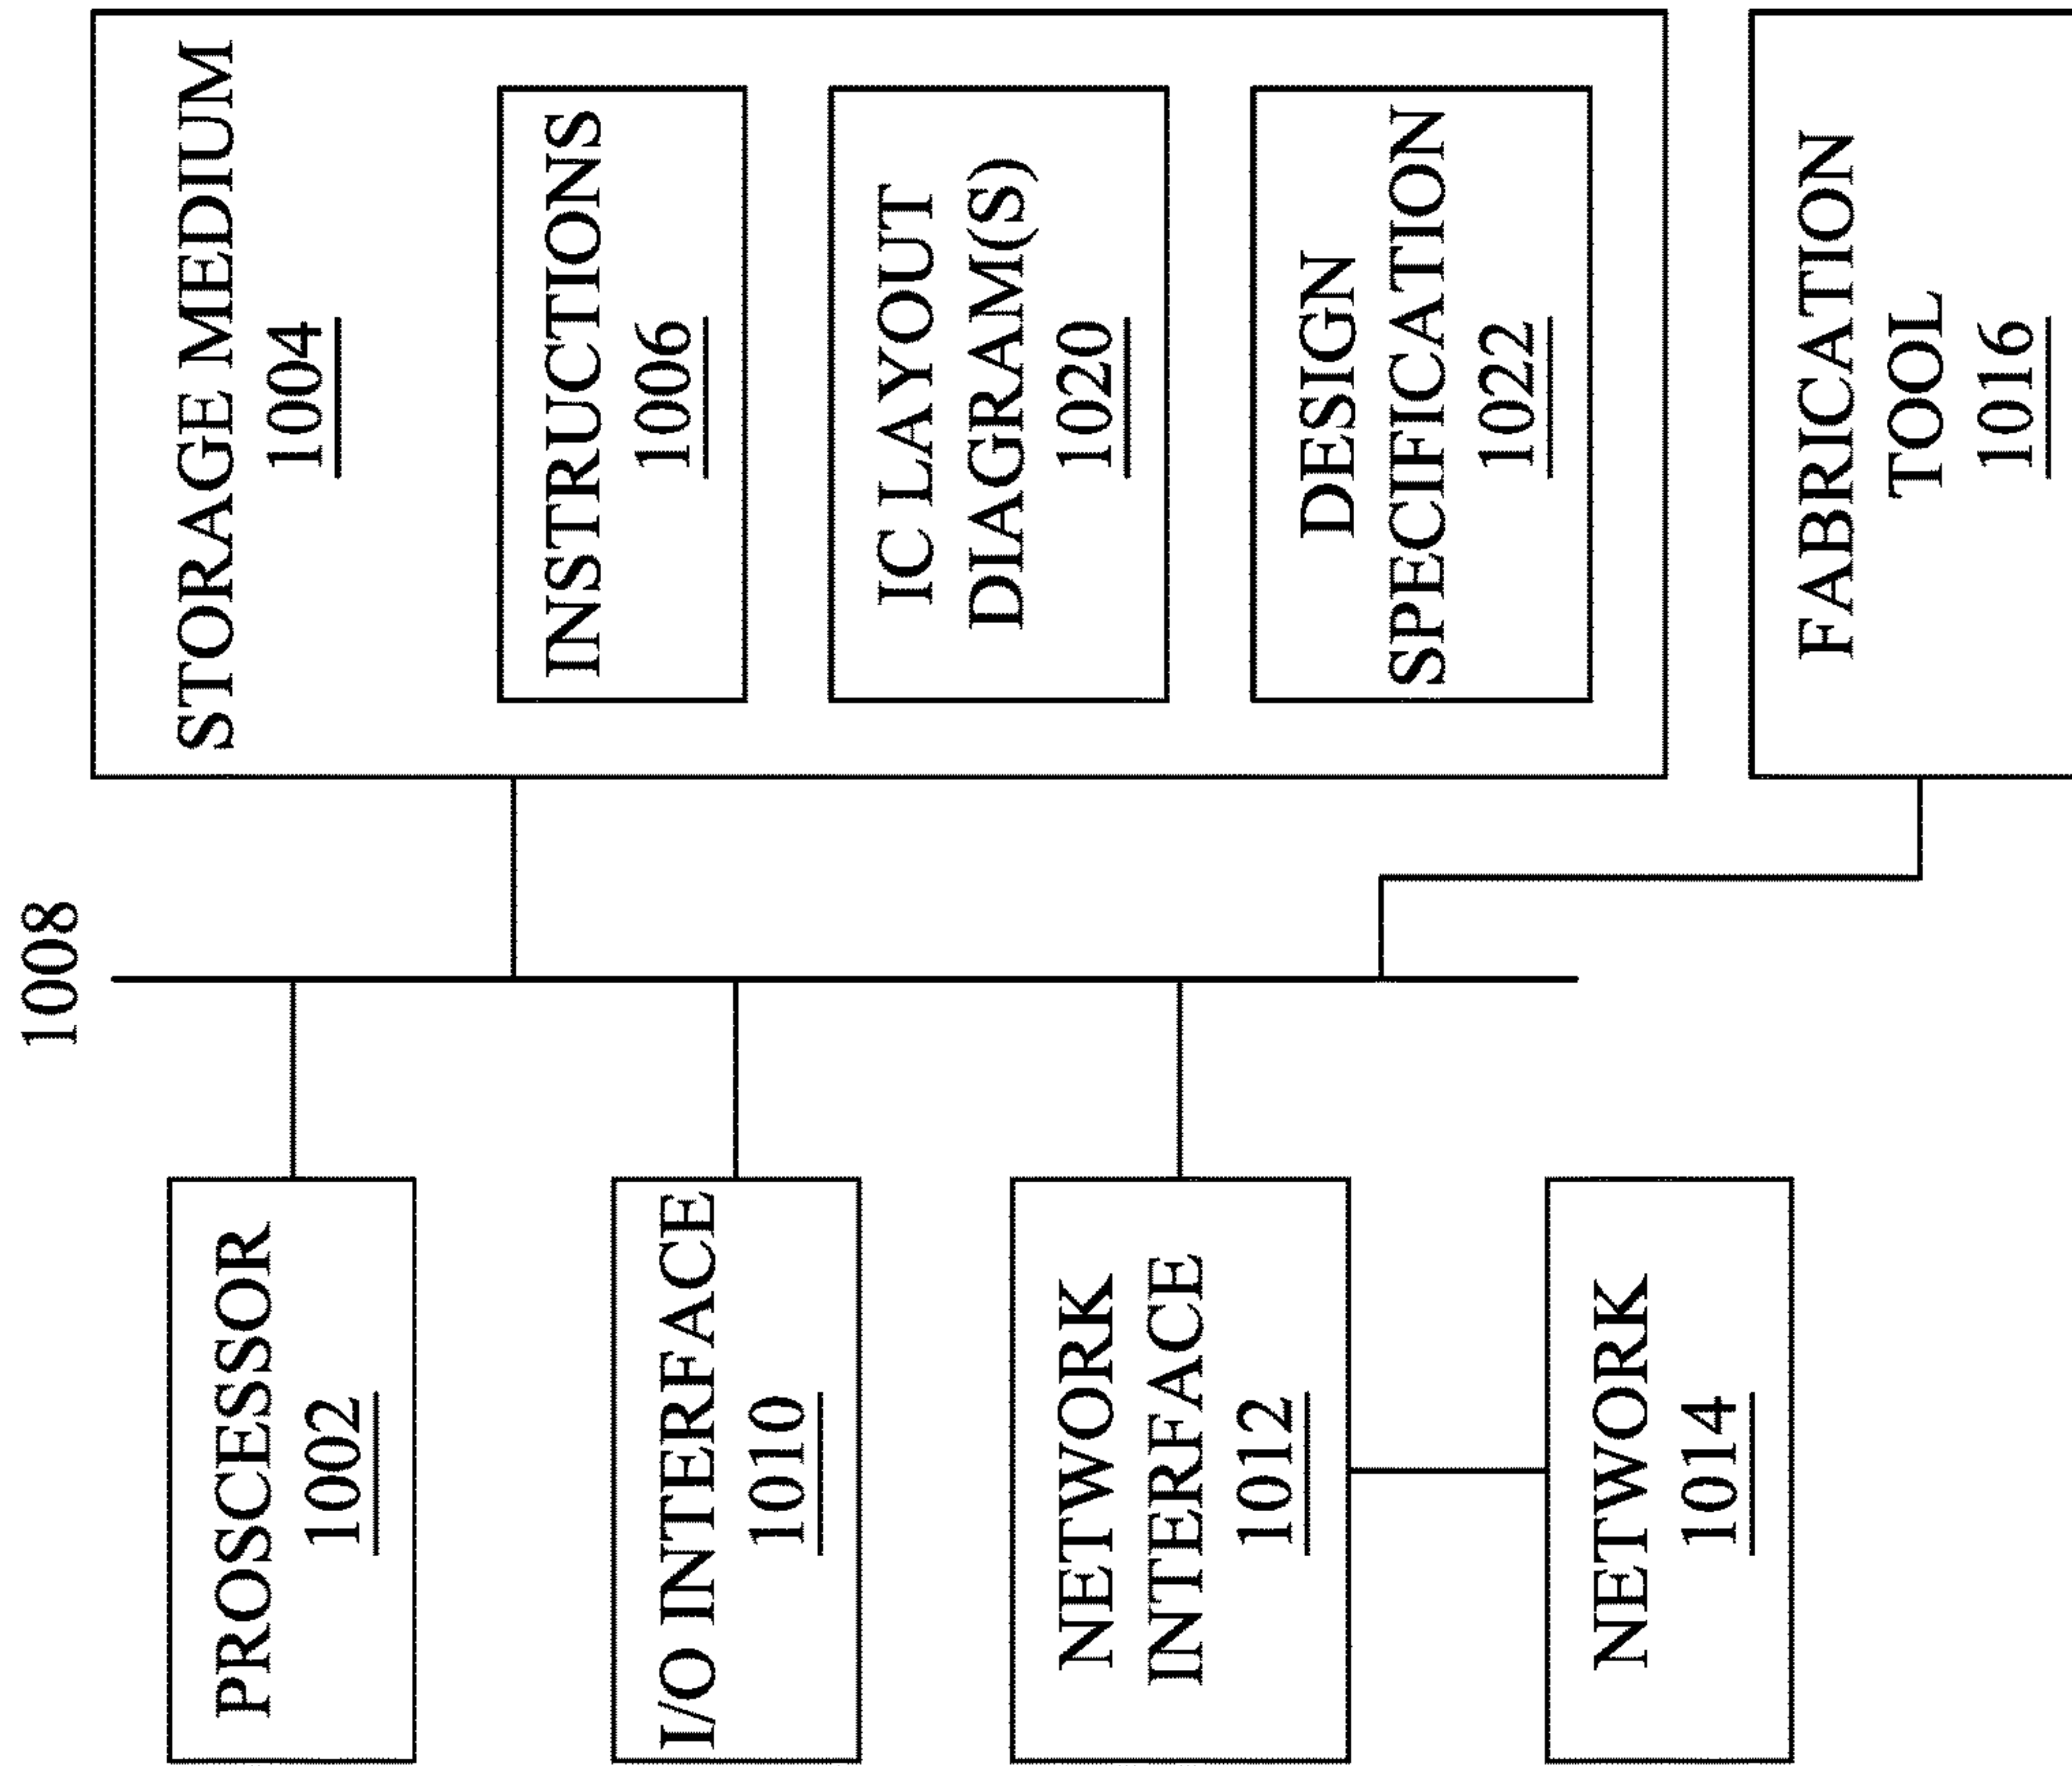 1008
PROSCESSOR
1002
I/O INTERFACE
1010
NETWORK
INTERFACE
1012
NETWORK
1014
STORAGE MEDIUM
1004
INSTRUCTIONS
1006
IC LAYOUT
DIAGRAM(S)
1020
DESIGN
SPECIFICATION
1022
FABRICATION
TOOL
1016